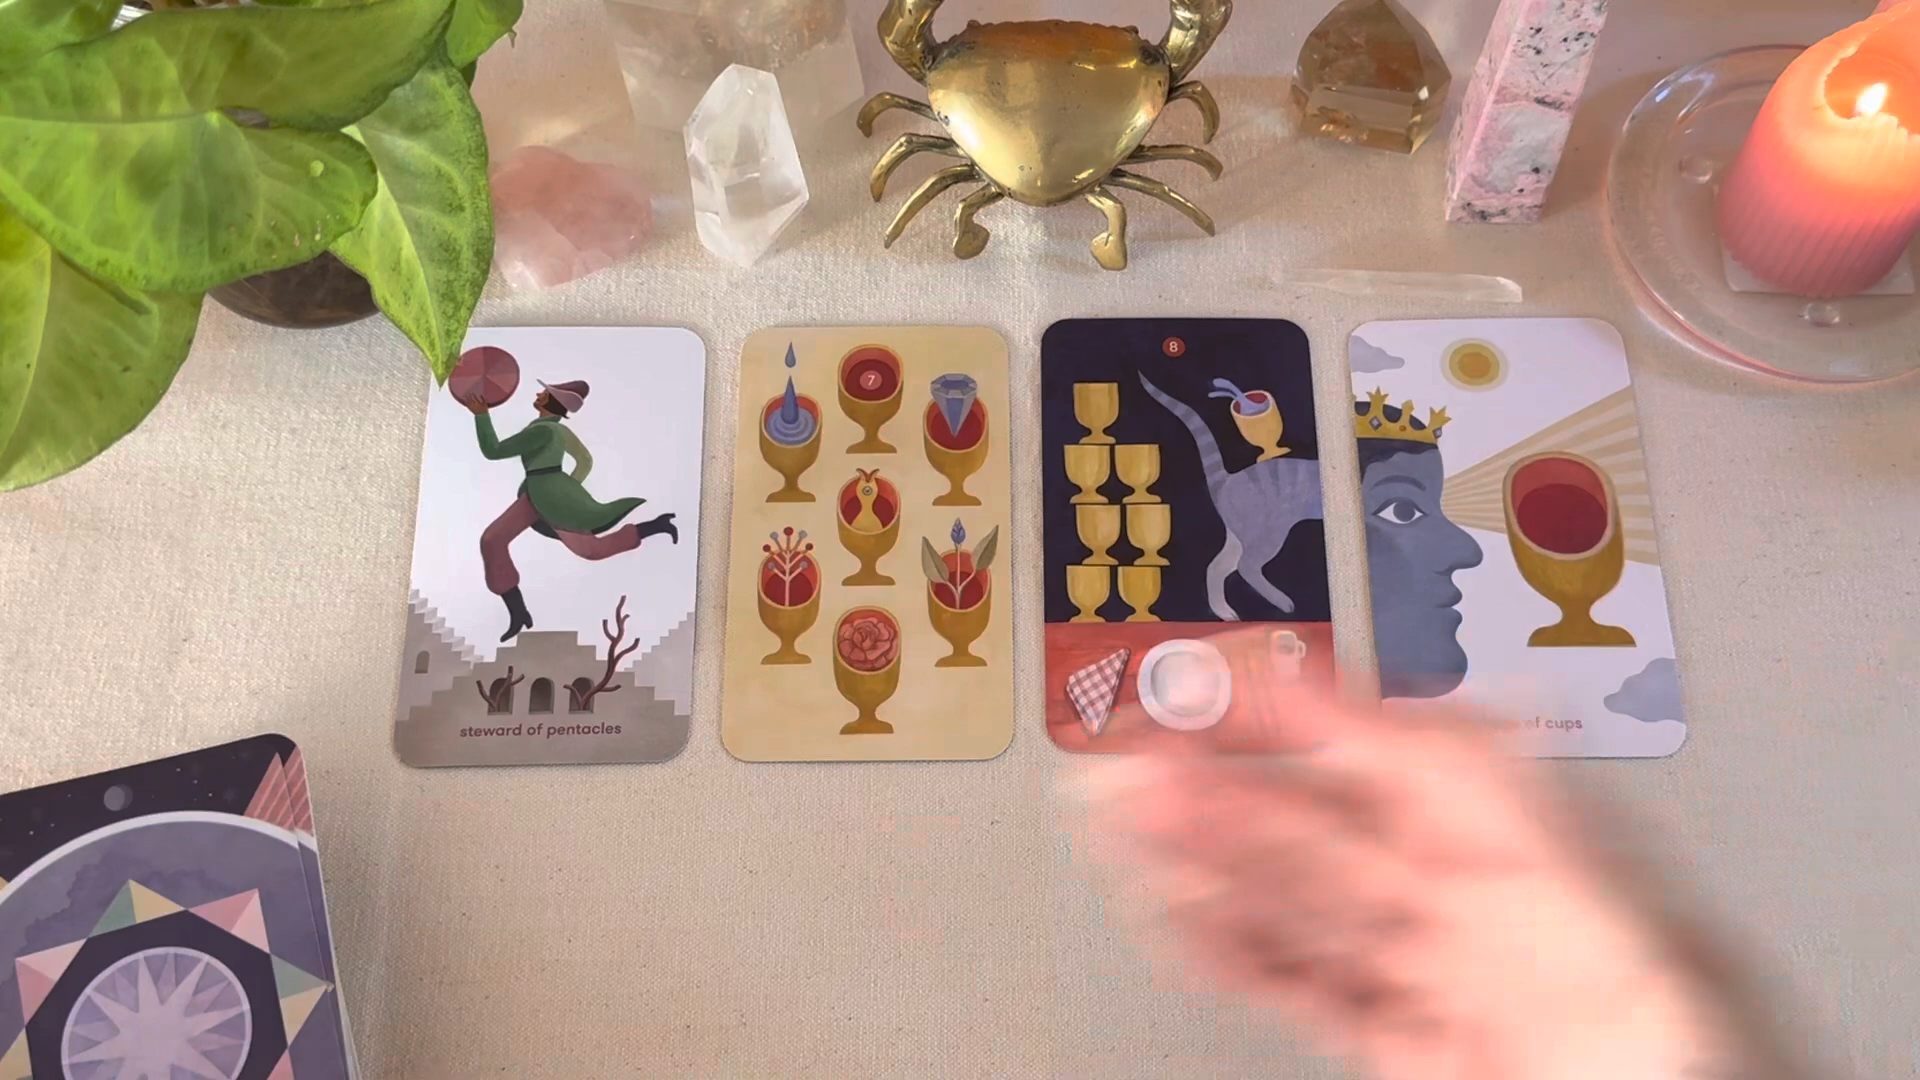 steward of pentacles
7
8
of cups